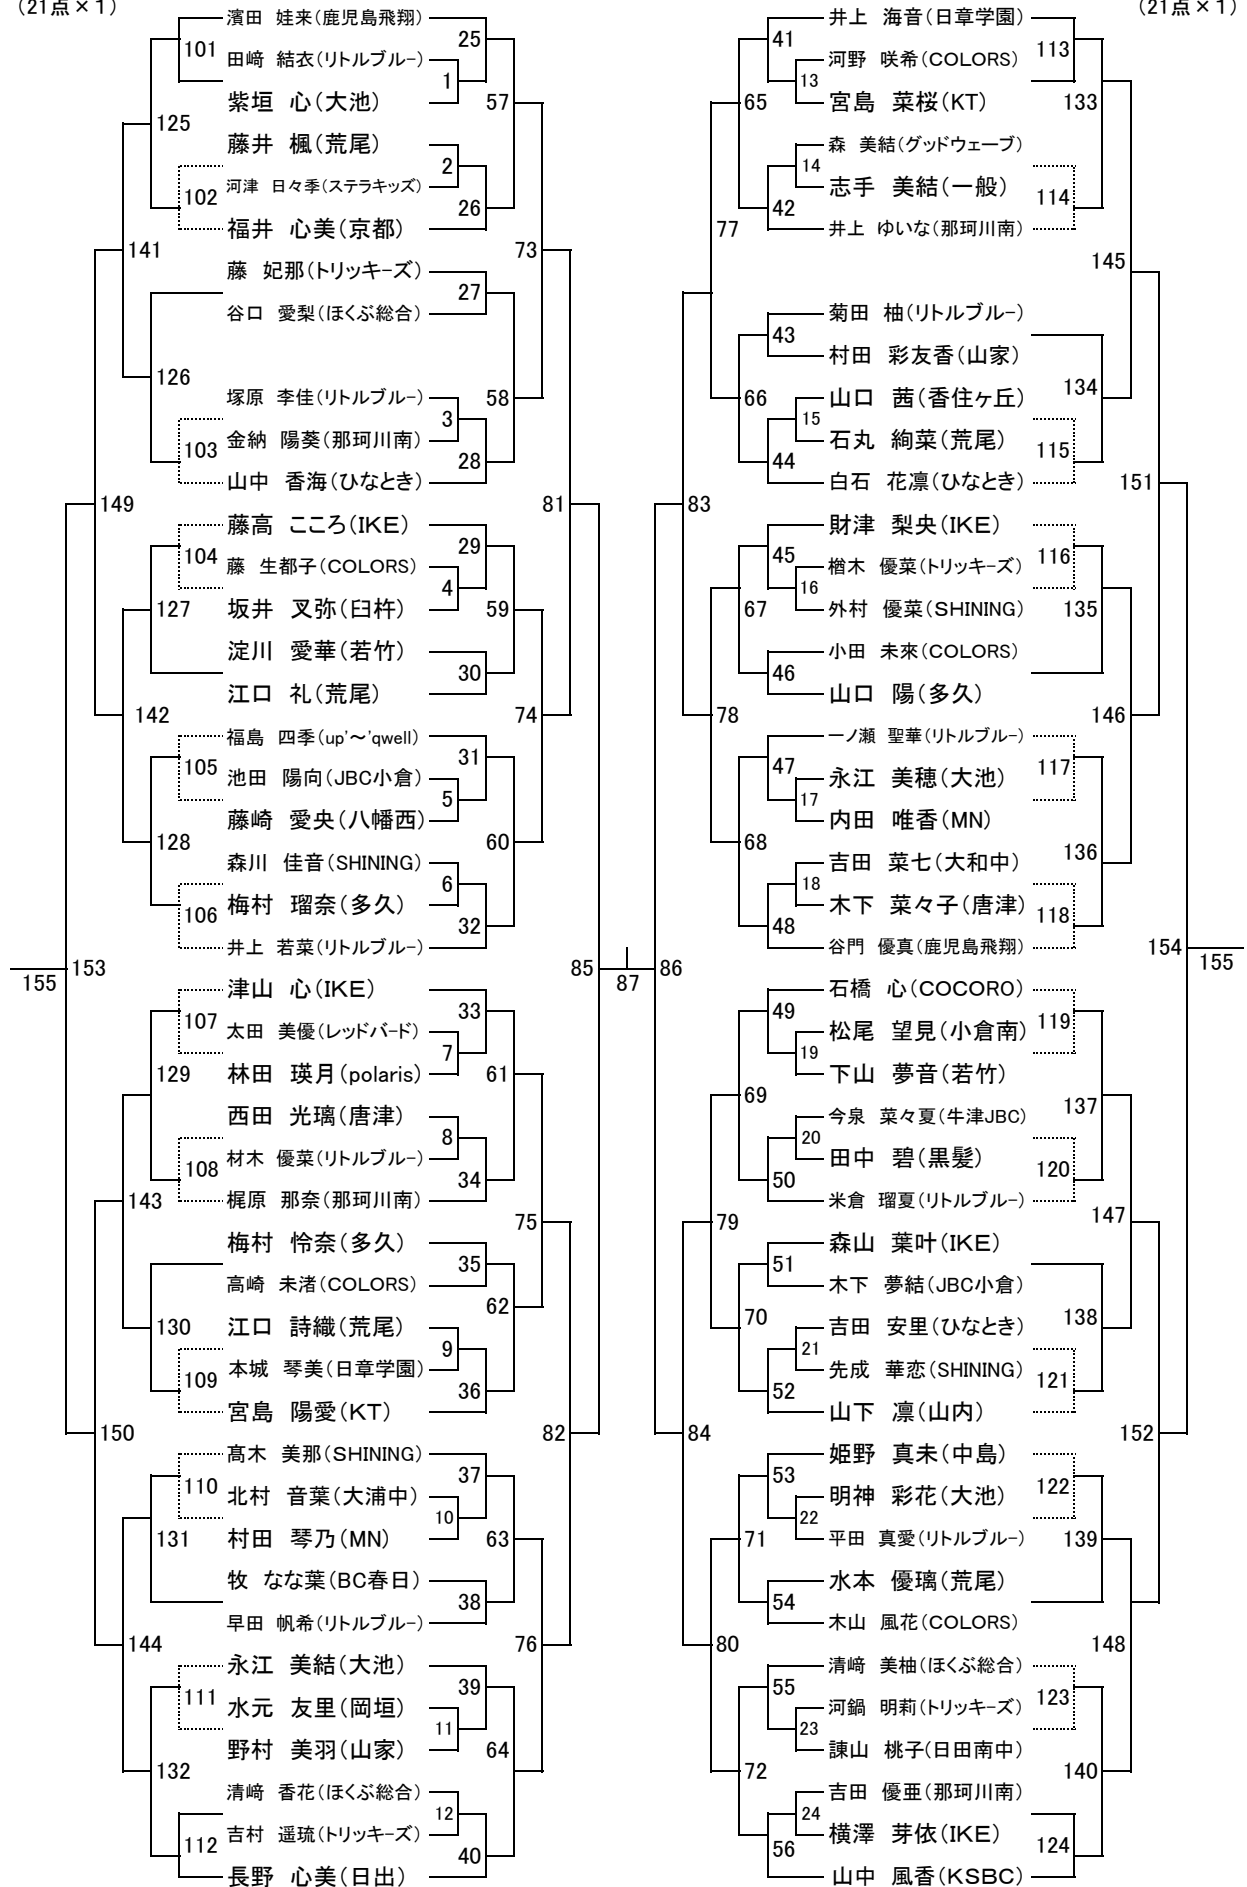 (21点×1)
(21点×1)
濱田 娃来(鹿児島飛翔)
田﨑 結衣(リトルブルｰ)
紫垣 心(大池)
藤井 楓(荒尾)
河津 日々季(ステラキッズ)
福井 心美(京都)
藤 妃那(トリッキｰズ)
谷口 愛梨(ほくぶ総合)
塚原 李佳(リトルブルｰ)
金納 陽葵(那珂川南)
山中 香海(ひなとき)
藤高 こころ(IKE)
藤 生都子(COLORS)
坂井 叉弥(臼杵)
淀川 愛華(若竹)
江口 礼(荒尾)
福島 四季(up'～'qwell)
池田 陽向(JBC小倉)
藤崎 愛央(八幡西)
森川 佳音(SHINING)
梅村 瑠奈(多久)
井上 若菜(リトルブルｰ)
津山 心(IKE)
太田 美優(レッドバｰド)
林田 瑛月(polaris)
西田 光璃(唐津)
材木 優菜(リトルブルｰ)
梶原 那奈(那珂川南)
梅村 怜奈(多久)
高崎 未渚(COLORS)
江口 詩織(荒尾)
本城 琴美(日章学園)
宮島 陽愛(KT)
髙木 美那(SHINING)
北村 音葉(大浦中)
村田 琴乃(MN)
牧 なな葉(BC春日)
早田 帆希(リトルブルｰ)
永江 美結(大池)
水元 友里(岡垣)
野村 美羽(山家)
清﨑 香花(ほくぶ総合)
吉村 遥琉(トリッキｰズ)
長野 心美(日出)
101
102
103
104
105
106
107
108
109
110
111
112
125
126
127
128
129
130
131
132
141
142
143
144
149
150
153
155
1
2
3
4
5
6
7
8
9
10
11
12
25
26
27
28
29
30
31
32
33
34
35
36
37
38
39
40
57
58
59
60
61
62
63
64
73
74
75
76
81
82
85
87
86
井上 海音(日章学園)
河野 咲希(COLORS)
宮島 菜桜(KT)
森 美結(グッドウェーブ)
志手 美結(一般)
井上 ゆいな(那珂川南)
菊田 柚(リトルブルｰ)
村田 彩友香(山家)
山口 茜(香住ヶ丘)
石丸 絢菜(荒尾)
白石 花凛(ひなとき)
財津 梨央(IKE)
楢木 優菜(トリッキｰズ)
外村 優菜(SHINING)
小田 未來(COLORS)
山口 陽(多久)
一ノ瀬 聖華(リトルブルｰ)
永江 美穂(大池)
内田 唯香(MN)
吉田 菜七(大和中)
木下 菜々子(唐津)
谷門 優真(鹿児島飛翔)
石橋 心(COCORO)
松尾 望見(小倉南)
下山 夢音(若竹)
今泉 菜々夏(牛津JBC)
田中 碧(黒髪)
米倉 瑠夏(リトルブルｰ)
森山 葉叶(IKE)
木下 夢結(JBC小倉)
吉田 安里(ひなとき)
先成 華恋(SHINING)
山下 凛(山内)
姫野 真未(中島)
明神 彩花(大池)
平田 真愛(リトルブルｰ)
水本 優璃(荒尾)
木山 風花(COLORS)
清﨑 美柚(ほくぶ総合)
河鍋 明莉(トリッキｰズ)
諌山 桃子(日田南中)
吉田 優亜(那珂川南)
横澤 芽依(IKE)
山中 風香(KSBC)
13
14
15
16
17
18
19
20
21
22
23
24
41
42
43
44
45
46
47
48
49
50
51
52
53
54
55
56
65
66
67
68
69
70
71
72
77
78
79
80
83
84
113
114
115
116
117
118
119
120
121
122
123
124
133
134
135
136
137
138
139
140
145
146
147
148
151
152
154
155